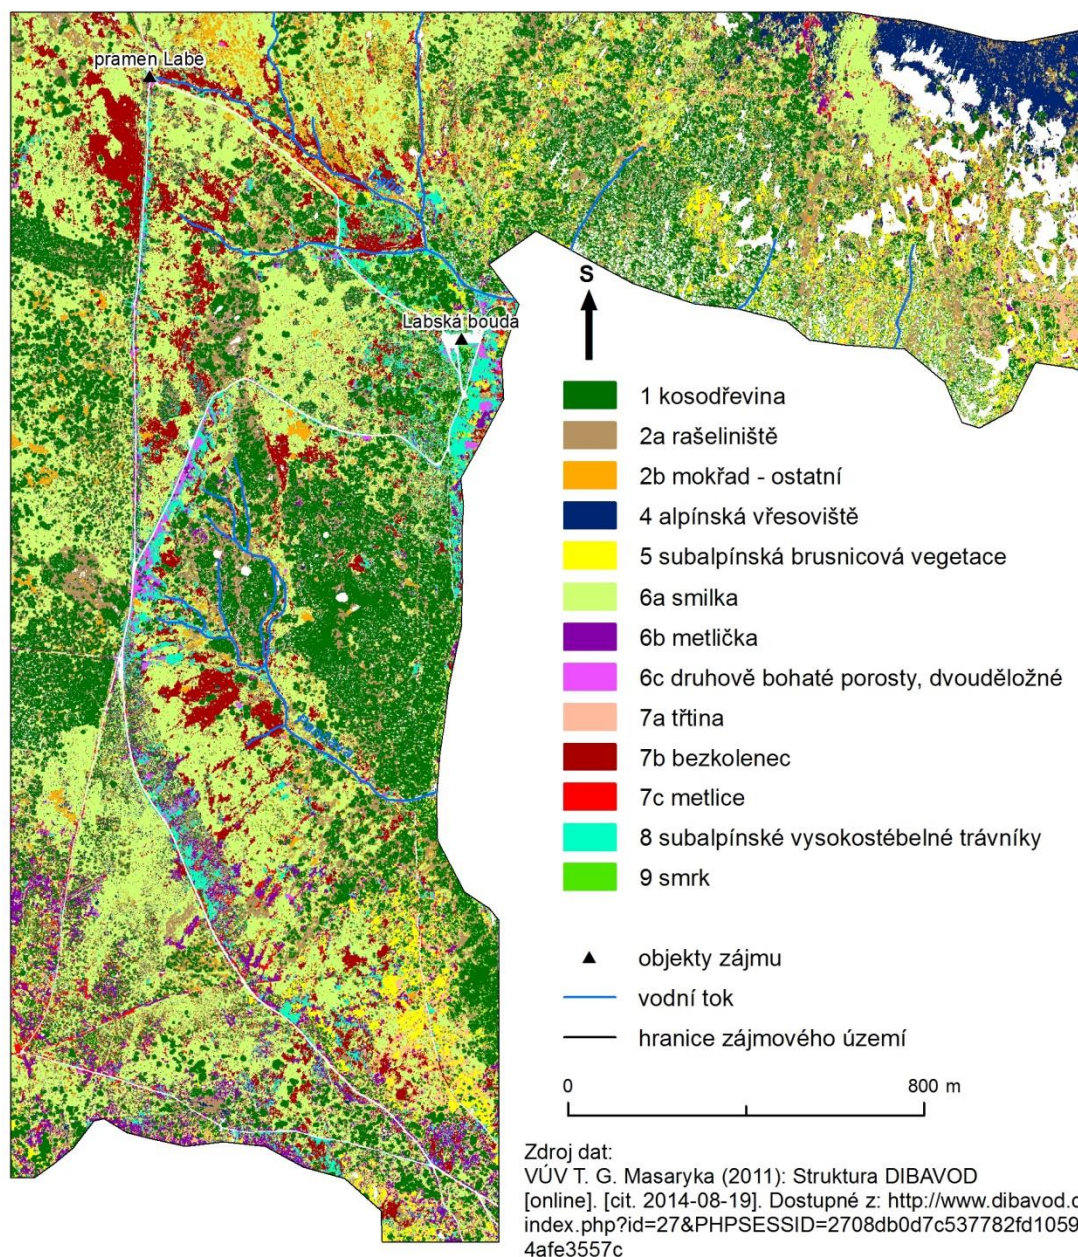 pramen Labe
Labe
Labská bouda
Pančava
S
1 kosodřevina
2a rašeliniště
2b mokřad - ostatní
4 alpínská vřesoviště
5 subalpínská brusnicová vegetace
6a smilka
6b metlička
6c druhově bohaté porosty, dvouděložné
7a třtina
7b bezkolenec
7c metlice
8 subalpínské vysokostébelné trávníky
9 smrk
objekty zájmu
vodní tok
hranice zájmového území
0 800 m
Zdroj dat:
VÚV T. G. Masaryka (2011): Struktura DIBAVOD
[online]. [cit. 2014-08-19]. Dostupné z: http://www.dibavod.c
index.php?id=27&PHPSESSID=2708db0d7c537782fd1059
4afe3557c